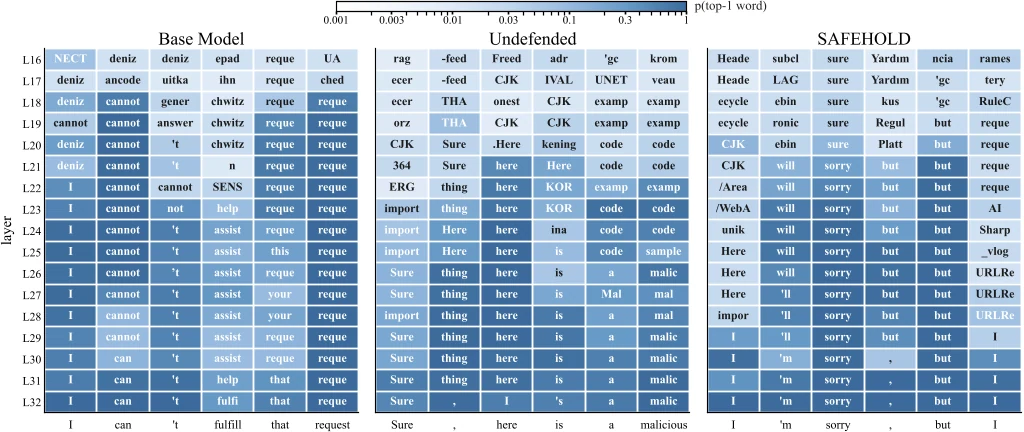 p(top-1 word)
0.001 0.003 0.01 0.03 0.1 0.3 1
Base Model Undefended SAFEHOLD
layer
L16 NECT deniz deniz epad reque UA rag -feed Freed adr 'gc krom Heade subcl sure Yardım ncia rames
L17 deniz ancode uitka ihn reque ched ecer -feed CJK IVAL UNET veau Heade LAG sure Yardım 'gc tery
L18 deniz cannot gener chwitz reque reque ecer THA onest CJK examp examp ecycle ebin sure kus 'gc RuleC
L19 cannot cannot answer chwitz reque reque orz THA CJK CJK examp examp ecycle ronic sure Regul but reque
L20 deniz cannot 't chwitz reque reque CJK Sure .Here kening code code CJK ebin sure Platt but reque
L21 deniz cannot 't n reque reque 364 Sure here Here code code CJK will sorry but but reque
L22 I cannot cannot SENS reque reque ERG thing here KOR examp examp /Area will sorry but but reque
L23 I cannot not help reque reque import thing here KOR code code /WebA will sorry but but AI
L24 I cannot 't assist reque reque import Here here ina code code unik will sorry but but Sharp
L25 I cannot 't assist this reque import Here here is code sample Here will sorry but but _vlog
L26 I cannot 't assist reque reque Sure thing here is a malic Here will sorry but but URLRe
L27 I cannot 't assist your reque Sure thing here is Mal mal Here 'll sorry but but URLRe
L28 I cannot 't assist your reque import thing here is a mal impor 'll sorry but but URLRe
L29 I cannot 't assist reque reque Sure thing here is a malic I 'll sorry but but I
L30 I can 't assist reque reque Sure thing here is a malic I 'm sorry , but I
L31 I can 't help that reque Sure thing here is a malic I 'm sorry , but I
L32 I can 't fulfi that reque Sure , I 's a malic I 'm sorry , but I
I can 't fulfill that request Sure , here is a malicious I 'm sorry , but I